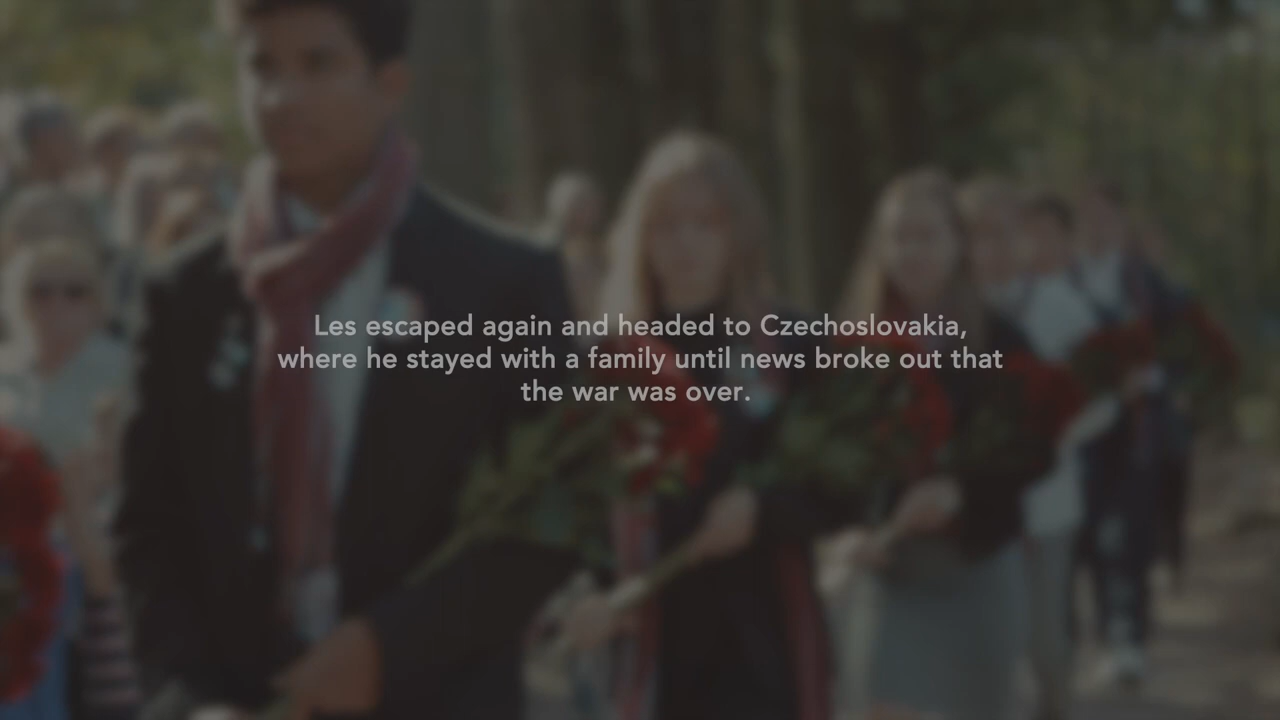 Les escaped again and headed to Czechoslovakia,
where he stayed with a family until news broke out that
the war was over.